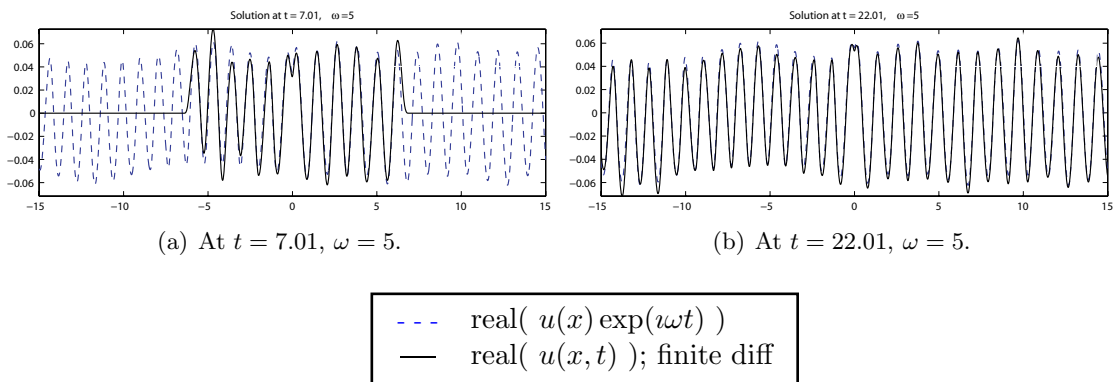 Solution at t = 7.01, ω=5
0.06
0.04
0.02
0
−0.02
−0.04
−0.06
−15 −10 −5 0 5 10 15
(a) At t = 7.01, ω = 5.
Solution at t = 22.01, ω=5
0.06
0.04
0.02
0
−0.02
−0.04
−0.06
−15 −10 −5 0 5 10 15
(b) At t = 22.01, ω = 5.
real( u(x) exp(ıωt) )
real( u(x, t) ); finite diff